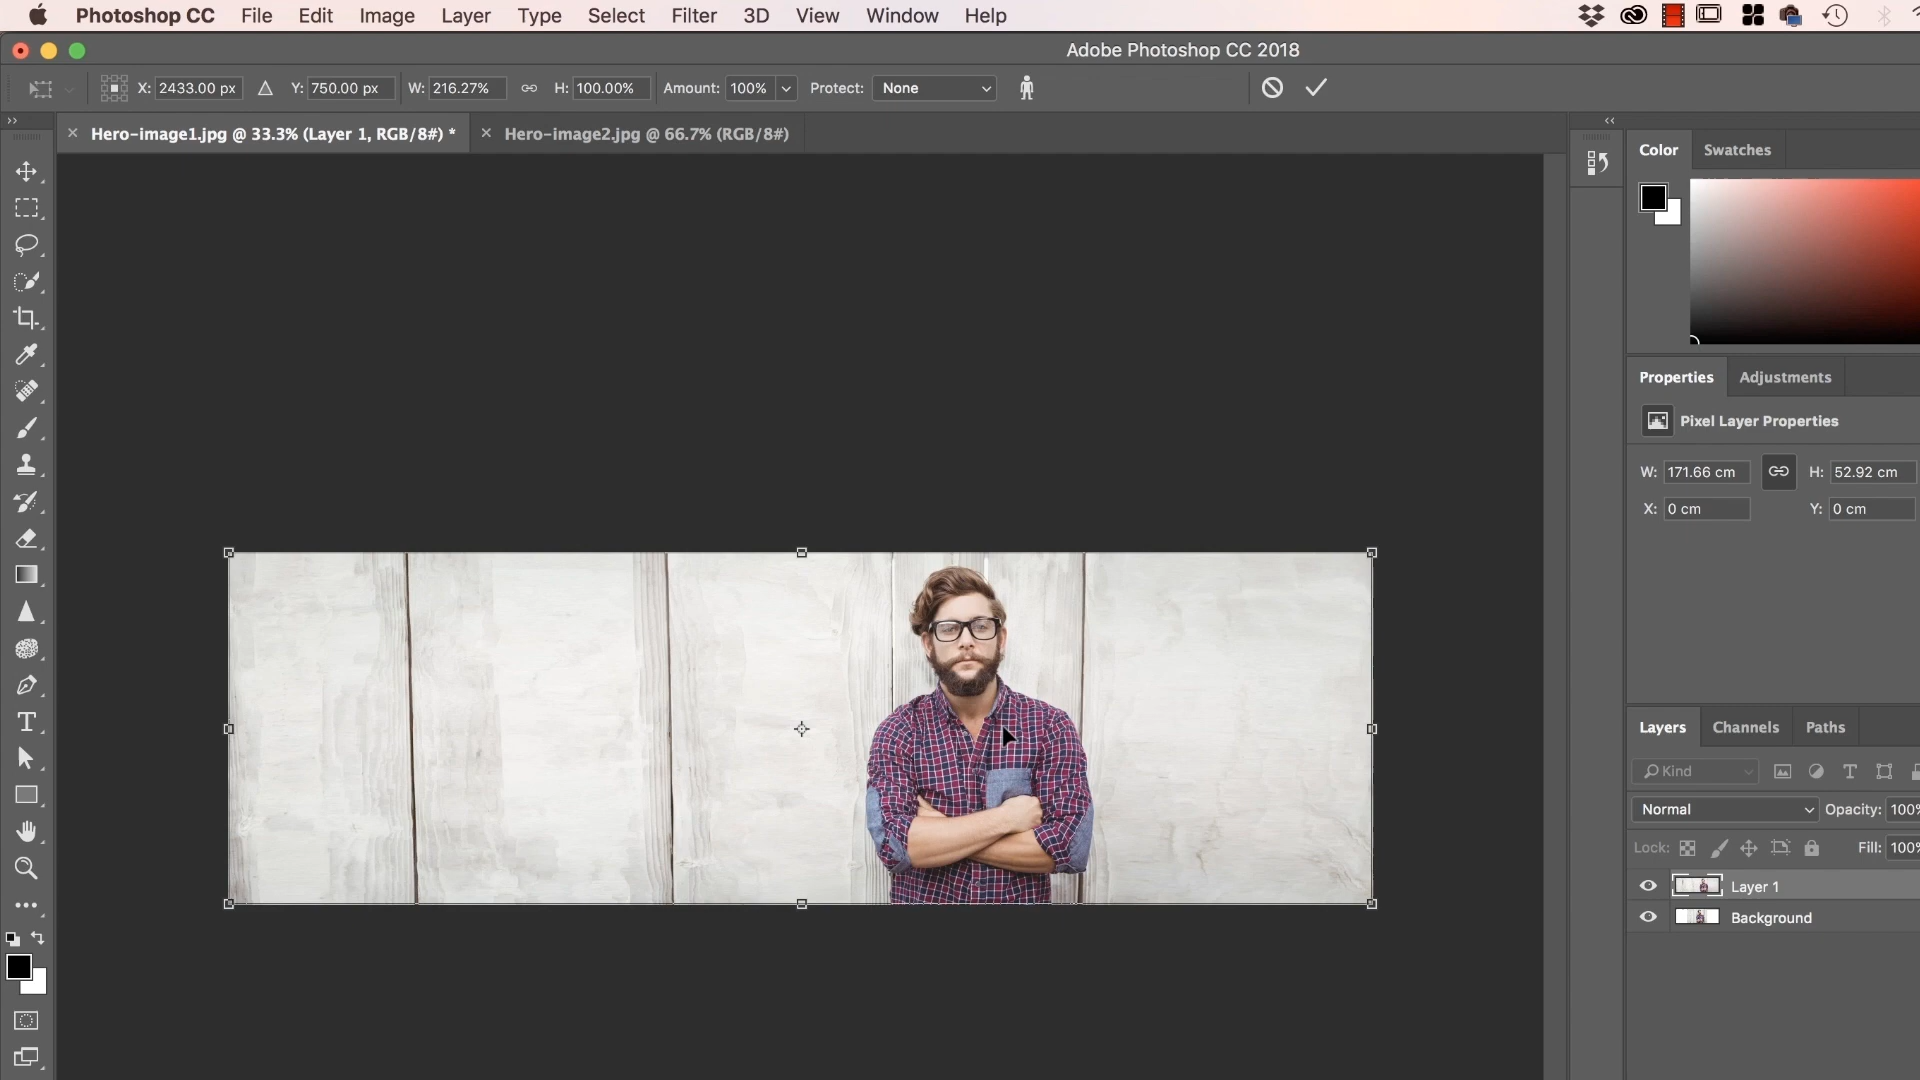 Photoshop CC File Edit Image Layer Type Select Filter 3D View Window Help
Adobe Photoshop CC 2018
X: 2433.00 px Y: 750.00 px W: 216.27% H: 100.00% Amount: 100% Protect: None
Hero-image1.jpg @ 33.3% (Layer 1, RGB/8#) * Hero-image2.jpg @ 66.7% (RGB/8#)
Color Swatches
Properties Adjustments
Pixel Layer Properties
W: 171.66 cm H: 52.92 cm
X: 0 cm Y: 0 cm
Layers Channels Paths
Kind
Normal Opacity: 100%
Lock: Fill: 100%
Layer 1
Background